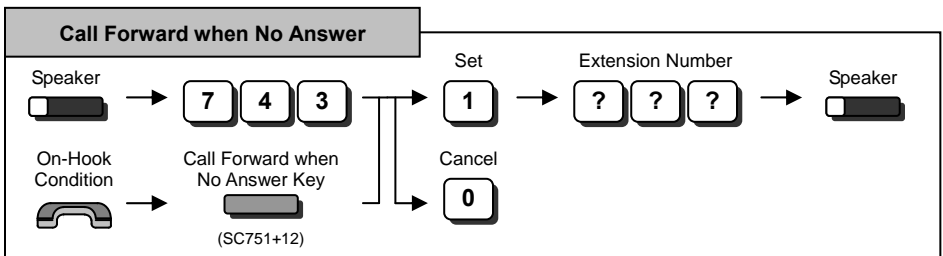 Call Forward when No Answer
Set
Extension Number
Speaker
Speaker
7 4 3
1
? ? ?
On-Hook
Condition
Call Forward when
No Answer Key
Cancel
0
(SC751+12)